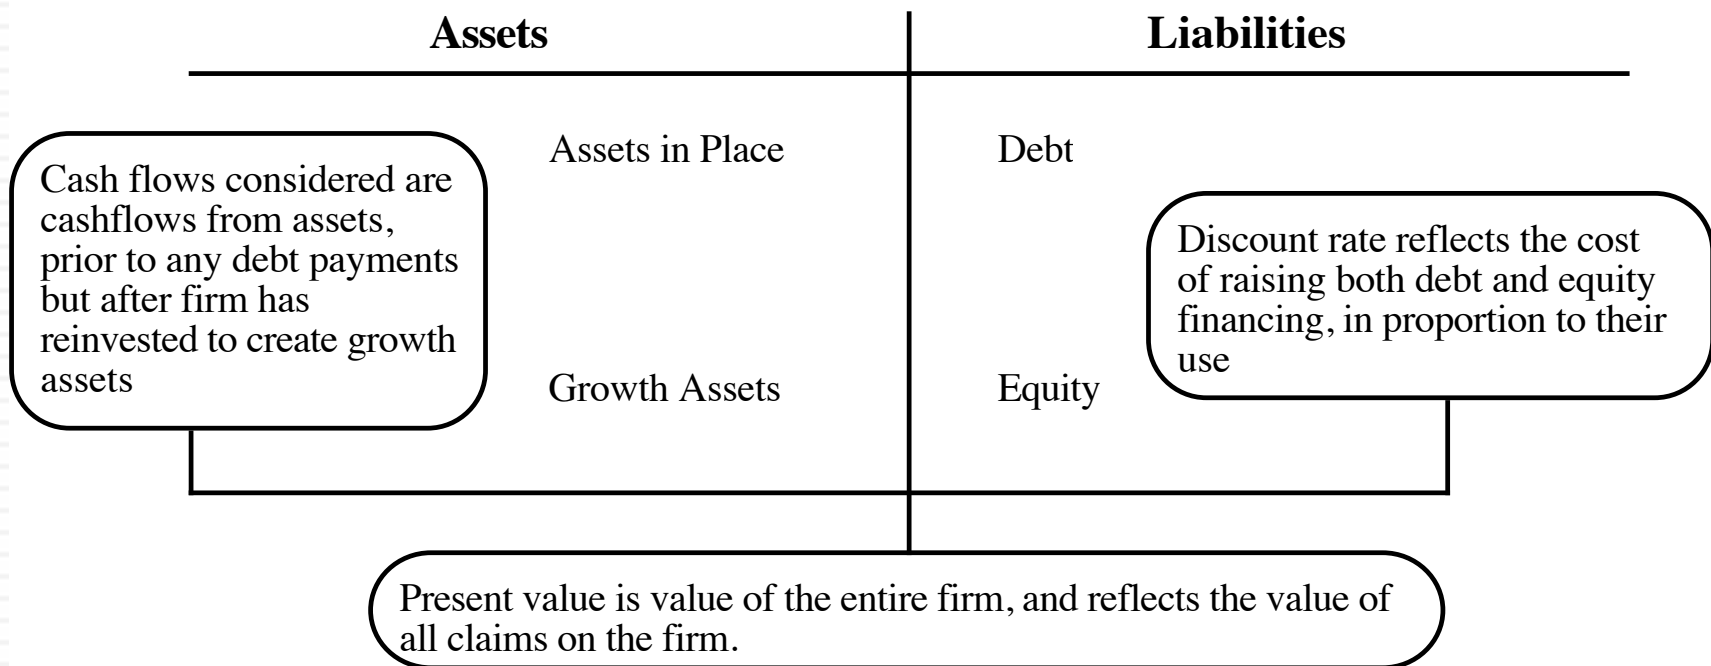 Assets
Liabilities
Assets in Place
Debt
Cash flows considered are
cashflows from assets,
prior to any debt payments
but after firm has
reinvested to create growth
assets
Discount rate reflects the cost
of raising both debt and equity
financing, in proportion to their
use
Growth Assets
Equity
Present value is value of the entire firm, and reflects the value of
all claims on the firm.